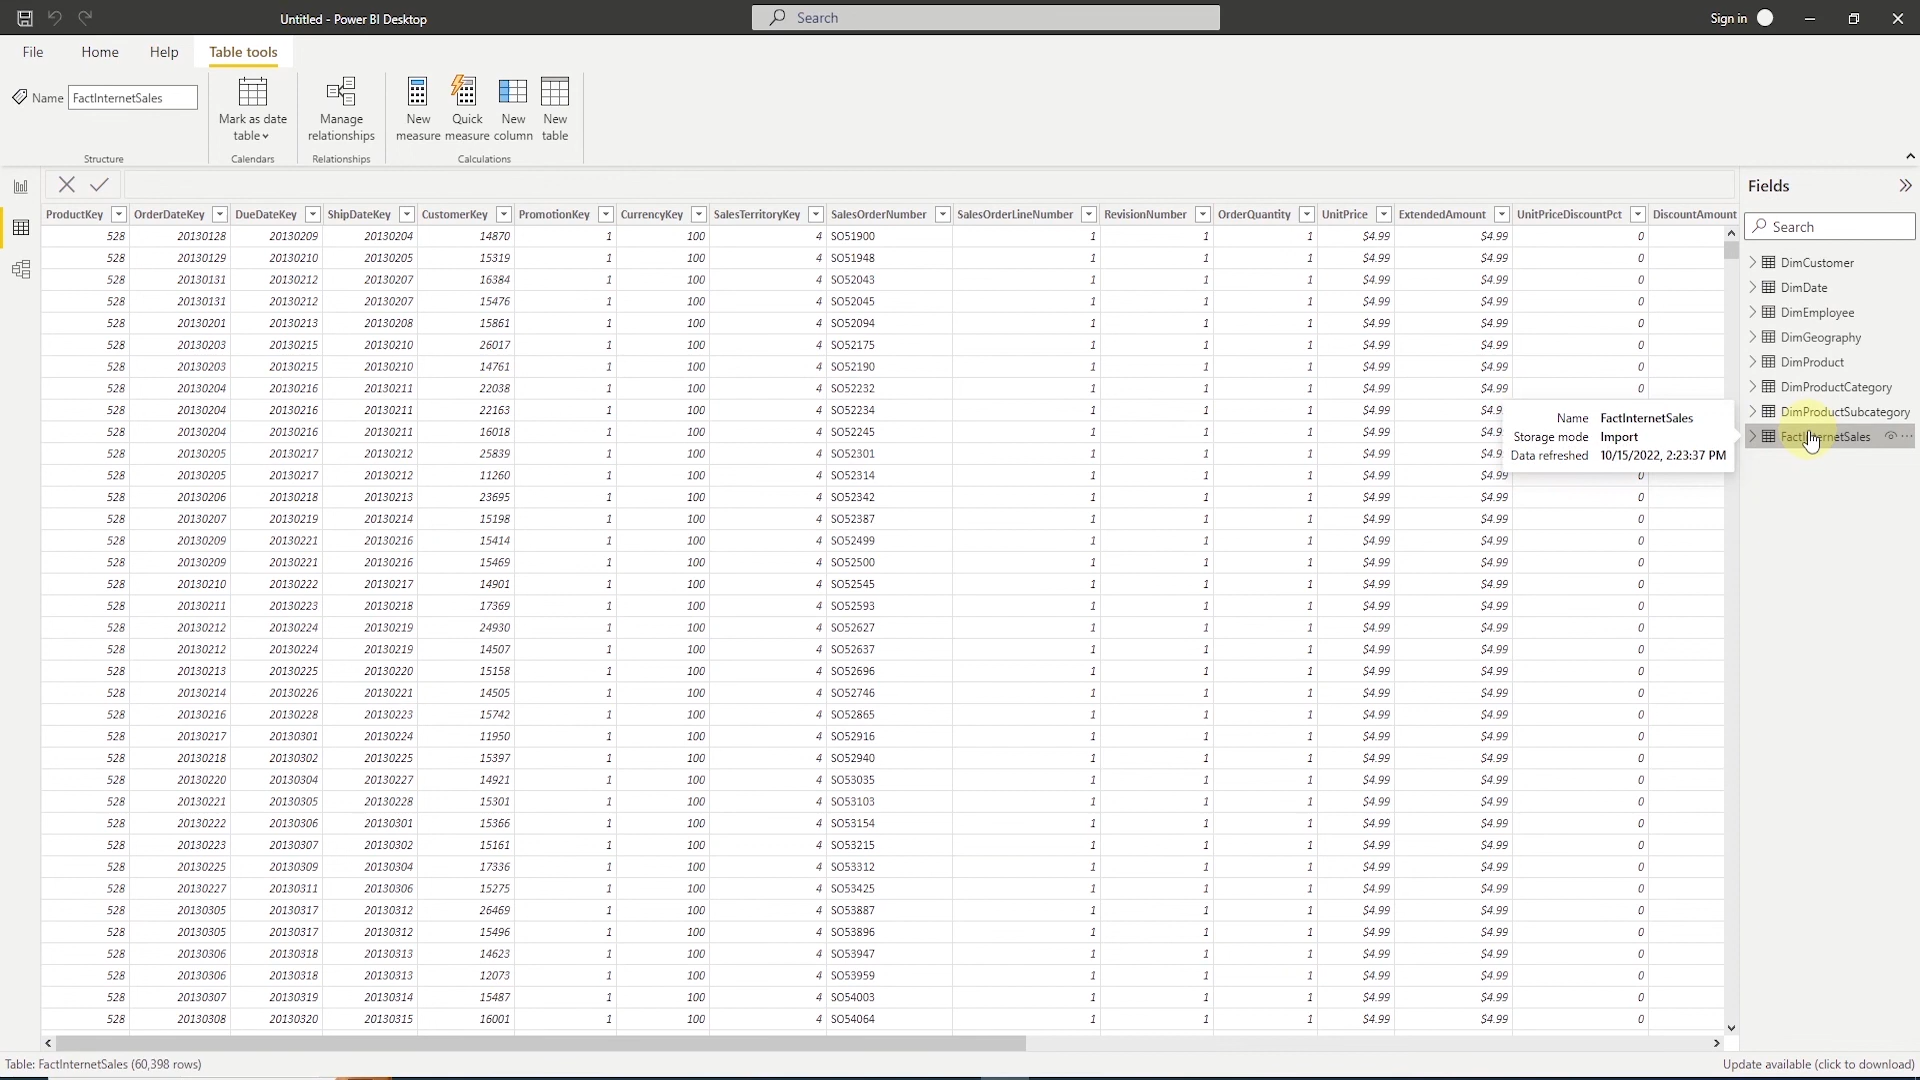 Untitled - Power BI Desktop
Search
Sign in
File Home Help Table tools
Name FactInternetSales
Mark as date table
Manage relationships
New measure
Quick measure
New column
New table
Structure Calendars Relationships Calculations
Fields
Search
DimCustomer
DimDate
DimEmployee
DimGeography
DimProduct
DimProductCategory
DimProductSubcategory
FactInternetSales
Name FactInternetSales
Storage mode Import
Data refreshed 10/15/2022, 2:23:37 PM
ProductKey OrderDateKey DueDateKey ShipDateKey CustomerKey PromotionKey CurrencyKey SalesTerritoryKey SalesOrderNumber SalesOrderLineNumber RevisionNumber OrderQuantity UnitPrice ExtendedAmount UnitPriceDiscountPct DiscountAmount
528 20130128 20130209 20130204 14870 1 100 4 SO51900 1 1 1 $4.99 $4.99 0
528 20130129 20130210 20130205 15319 1 100 4 SO51948 1 1 1 $4.99 $4.99 0
528 20130131 20130212 20130207 16384 1 100 4 SO52043 1 1 1 $4.99 $4.99 0
528 20130131 20130212 20130207 15476 1 100 4 SO52045 1 1 1 $4.99 $4.99 0
528 20130201 20130213 20130208 15861 1 100 4 SO52094 1 1 1 $4.99 $4.99 0
528 20130203 20130215 20130210 26017 1 100 4 SO52175 1 1 1 $4.99 $4.99 0
528 20130203 20130215 20130210 14761 1 100 4 SO52190 1 1 1 $4.99 $4.99 0
528 20130204 20130216 20130211 22038 1 100 4 SO52232 1 1 1 $4.99 $4.99 0
528 20130204 20130216 20130211 22163 1 100 4 SO52234 1 1 1 $4.99 $4.9
528 20130204 20130216 20130211 16018 1 100 4 SO52245 1 1 1 $4.99 $4.9
528 20130205 20130217 20130212 25839 1 100 4 SO52301 1 1 1 $4.99 $4.9
528 20130205 20130217 20130212 11260 1 100 4 SO52314 1 1 1 $4.99 $4.99 0
528 20130206 20130218 20130213 23695 1 100 4 SO52342 1 1 1 $4.99 $4.99 0
528 20130207 20130219 20130214 15198 1 100 4 SO52387 1 1 1 $4.99 $4.99 0
528 20130209 20130221 20130216 15414 1 100 4 SO52499 1 1 1 $4.99 $4.99 0
528 20130209 20130221 20130216 15469 1 100 4 SO52500 1 1 1 $4.99 $4.99 0
528 20130210 20130222 20130217 14901 1 100 4 SO52545 1 1 1 $4.99 $4.99 0
528 20130211 20130223 20130218 17369 1 100 4 SO52593 1 1 1 $4.99 $4.99 0
528 20130212 20130224 20130219 24930 1 100 4 SO52627 1 1 1 $4.99 $4.99 0
528 20130212 20130224 20130219 14507 1 100 4 SO52637 1 1 1 $4.99 $4.99 0
528 20130213 20130225 20130220 15158 1 100 4 SO52696 1 1 1 $4.99 $4.99 0
528 20130214 20130226 20130221 14505 1 100 4 SO52746 1 1 1 $4.99 $4.99 0
528 20130216 20130228 20130223 15742 1 100 4 SO52865 1 1 1 $4.99 $4.99 0
528 20130217 20130301 20130224 11950 1 100 4 SO52916 1 1 1 $4.99 $4.99 0
528 20130218 20130302 20130225 15397 1 100 4 SO52940 1 1 1 $4.99 $4.99 0
528 20130220 20130304 20130227 14921 1 100 4 SO53035 1 1 1 $4.99 $4.99 0
528 20130221 20130305 20130228 15301 1 100 4 SO53103 1 1 1 $4.99 $4.99 0
528 20130222 20130306 20130301 15366 1 100 4 SO53154 1 1 1 $4.99 $4.99 0
528 20130223 20130307 20130302 15161 1 100 4 SO53215 1 1 1 $4.99 $4.99 0
528 20130225 20130309 20130304 17336 1 100 4 SO53312 1 1 1 $4.99 $4.99 0
528 20130227 20130311 20130306 15275 1 100 4 SO53425 1 1 1 $4.99 $4.99 0
528 20130305 20130317 20130312 26469 1 100 4 SO53887 1 1 1 $4.99 $4.99 0
528 20130305 20130317 20130312 15496 1 100 4 SO53896 1 1 1 $4.99 $4.99 0
528 20130306 20130318 20130313 14623 1 100 4 SO53947 1 1 1 $4.99 $4.99 0
528 20130306 20130318 20130313 12073 1 100 4 SO53959 1 1 1 $4.99 $4.99 0
528 20130307 20130319 20130314 15487 1 100 4 SO54003 1 1 1 $4.99 $4.99 0
528 20130308 20130320 20130315 16001 1 100 4 SO54064 1 1 1 $4.99 $4.99 0
Table: FactInternetSales (60,398 rows)
Update available (click to download)